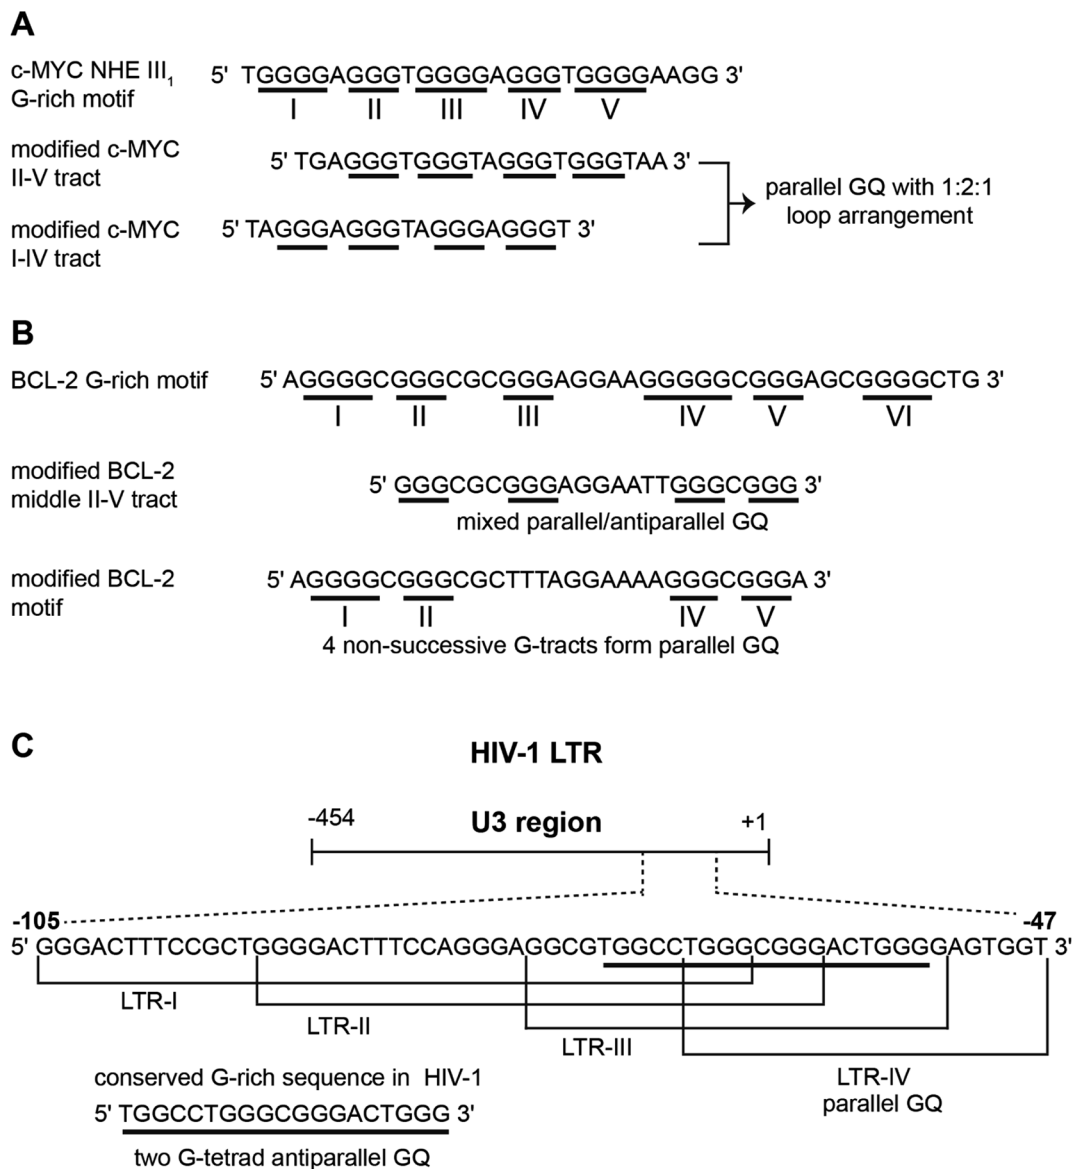 A
c-MYC NHE III1
G-rich motif
5' TGGGGAGGGTGGGGAGGGTGGGGAAGG 3'
I II III IV V
modified c-MYC
II-V tract
5' TGAGGGTGGGTAGGGTGGGTAA 3'
modified c-MYC
I-IV tract
5' TAGGGAGGGTAGGGAGGGT 3'
parallel GQ with 1:2:1
loop arrangement
B
BCL-2 G-rich motif
5' AGGGGCGGGCGCGGGAGGAAGGGGGCGGGAGCGGGGCTG 3'
I II III IV V VI
modified BCL-2
middle II-V tract
5' GGGCGCGGGAGGAATTGGGCGGG 3'
mixed parallel/antiparallel GQ
modified BCL-2
motif
5' AGGGGCGGGCGCTTTAGGAAAAGGGCGGGA 3'
I II IV V
4 non-successive G-tracts form parallel GQ
C
HIV-1 LTR
-454 U3 region +1
-105 -47
5' GGGACTTTCCGCTGGGGACTTTCCAGGGAGGCGTGGCCTGGGCGGGACTGGGGAGTGGT 3'
LTR-I
LTR-II
LTR-III
LTR-IV
parallel GQ
conserved G-rich sequence in HIV-1
5' TGGCCTGGGCGGGACTGGG 3'
two G-tetrad antiparallel GQ